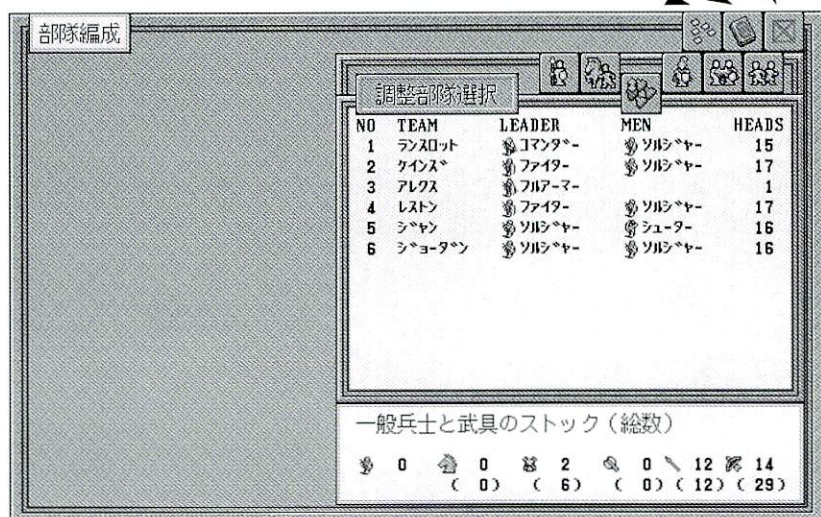 部隊編成
調整部隊選択
NO TEAM LEADER MEN HEADS
1 ランスロット コマンダー ソルジャー 15
2 ケインズ ファイター ソルジャー 17
3 アレクス フルアーマー 1
4 レストン ファイター ソルジャー 17
5 ジャン ソルジャー シューター 16
6 ジョーダン ソルジャー ソルジャー 16
一般兵士と武具のストック(総数)
0 0 2 0 12 14
( 0) ( 6) ( 0) ( 12) ( 29)